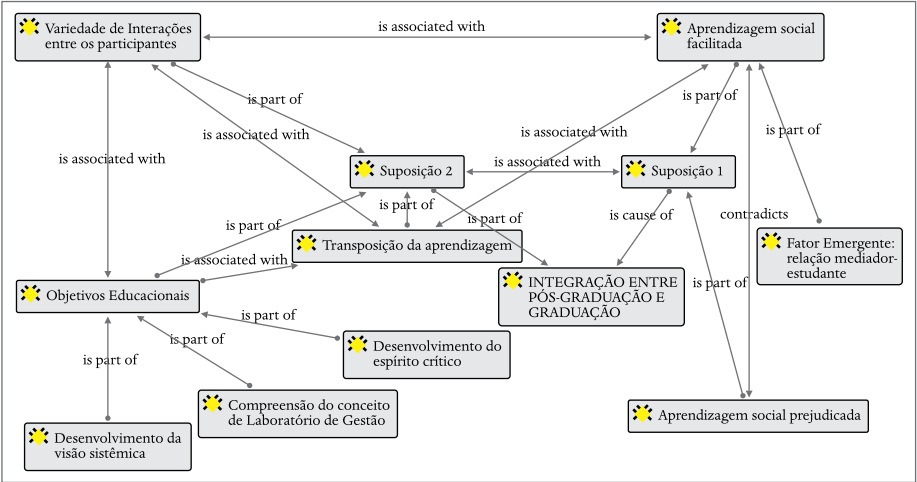 Variedade de Interações
entre os participantes
is associated with
Aprendizagem social
facilitada
is part of
is part of
is associated with
is associated with
is part of
is associated with
is associated with
Suposição 2
Suposição 1
is part of
is part of
is part of
is cause of
contradicts
Transposição da aprendizagem
Fator Emergente:
relação mediador-
estudante
is associated with
INTEGRAÇÃO ENTRE
PÓS-GRADUAÇÃO E
GRADUAÇÃO
is part of
Objetivos Educacionais
is part of
is part of
Desenvolvimento do
espírito crítico
is part of
Compreensão do conceito
de Laboratório de Gestão
Aprendizagem social prejudicada
Desenvolvimento da
visão sistêmica